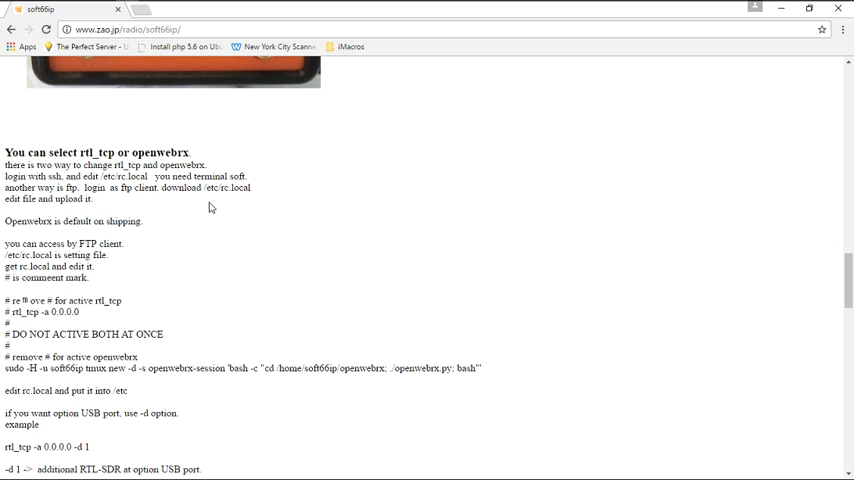 soft66ip
www.zao.jp/radio/soft66ip/
Apps The Perfect Server - U Install php 5.6 on Ubu New York City Scanne iMacros
You can select rtl_tcp or openwebrx.
there is two way to change rtl_tcp and openwebrx.
login with ssh, and edit /etc/rc.local you need terminal soft.
another way is ftp. login as ftp client. download /etc/rc.local
edit file and upload it.
Openwebrx is default on shipping.
you can access by FTP client.
/etc/rc.local is setting file.
get rc.local and edit it.
# is commeent mark.
# re m ove # for active rtl_tcp
# rtl_tcp -a 0.0.0.0
#
# DO NOT ACTIVE BOTH AT ONCE
#
# remove # for active openwebrx
sudo -H -u soft66ip tmux new -d -s openwebrx-session 'bash -c "cd /home/soft66ip/openwebrx; ./openwebrx.py; bash"'
edit rc.local and put it into /etc
if you want option USB port, use -d option.
example
rtl_tcp -a 0.0.0.0 -d 1
-d 1 -> additional RTL-SDR at option USB port.